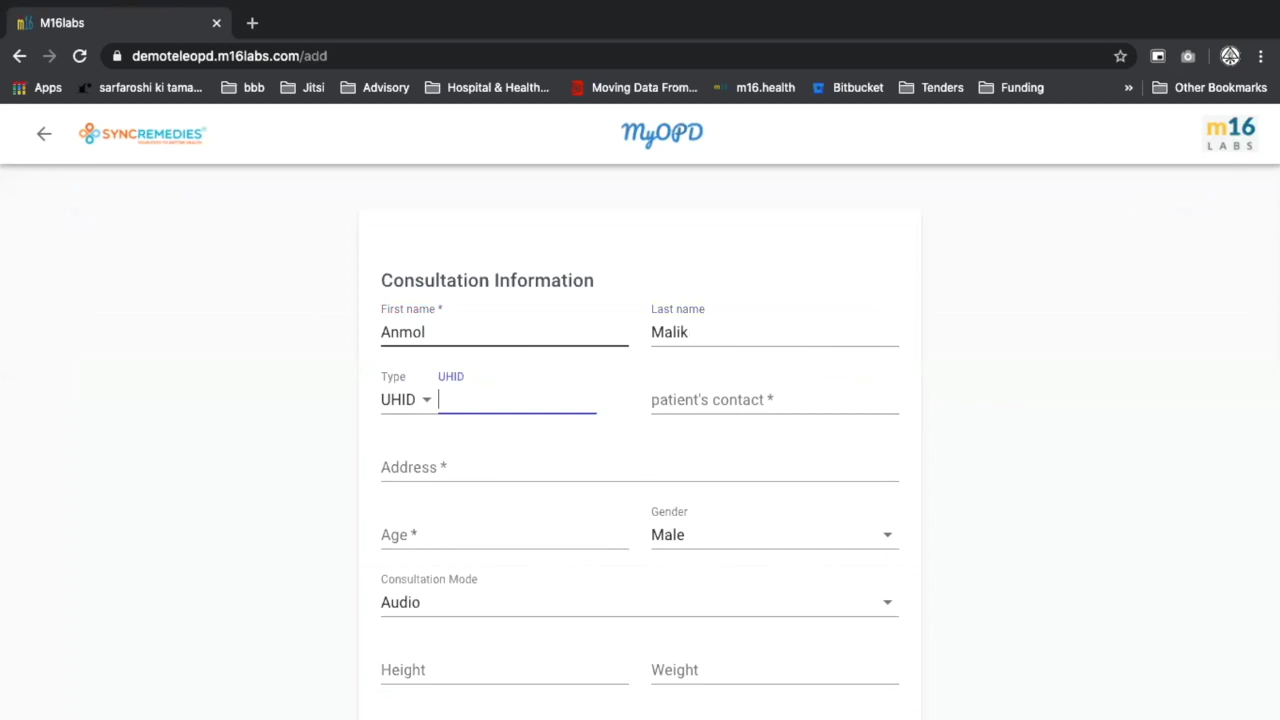 M16labs
demoteleopd.m16labs.com/add
Apps sarfaroshi ki tama... bbb Jitsi Advisory Hospital & Health... Moving Data From... m16.health Bitbucket Tenders Funding » Other Bookmarks
SYNCREMEDIES MyOPD m16
LABS
Consultation Information
First name * Last name
Anmol Malik
Type UHID
UHID patient's contact *
Address *
Gender
Age * Male
Consultation Mode
Audio
Height Weight